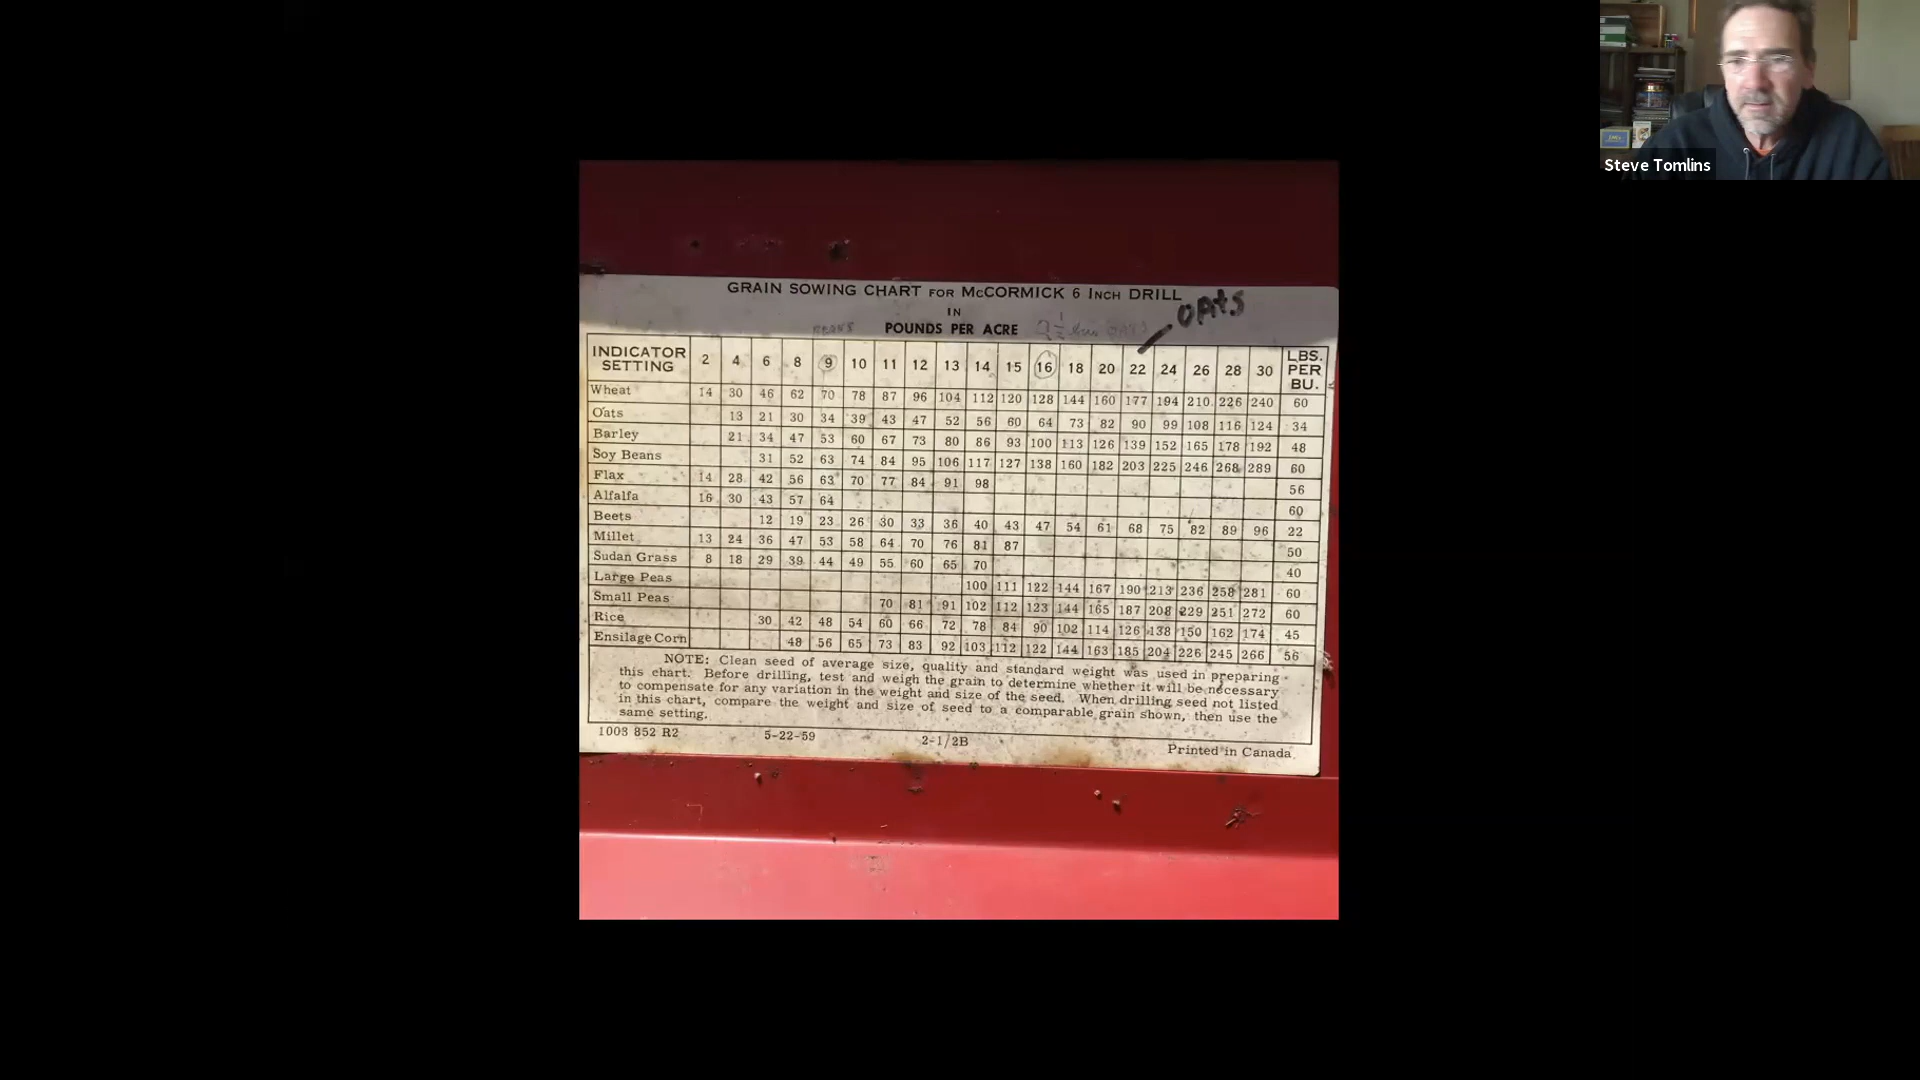 Steve Tomlins
GRAIN SOWING CHART FOR McCORMICK 6 INCH DRILL
OATS
IN
BEANS POUNDS PER ACRE
INDICATOR SETTING 2 4 6 8 9 10 11 12 13 14 15 16 18 20 22 24 26 28 30 LBS. PER BU.
Wheat 14 30 46 62 70 78 87 96 104 112 120 128 144 160 177 194 210 226 240 60
Oats 13 21 30 34 39 43 47 52 56 60 64 73 82 90 99 108 116 124 34
Barley 21 34 47 53 60 67 73 80 86 93 100 113 126 139 152 165 178 192 48
Soy Beans 31 52 63 74 84 95 106 117 127 138 160 182 203 225 246 268 289 60
Flax 14 28 42 56 63 70 77 84 91 98 56
Alfalfa 16 30 43 57 64 60
Beets 12 19 23 26 30 33 36 40 43 47 54 61 68 75 82 89 96 22
Millet 13 24 36 47 53 58 64 70 76 81 87 50
Sudan Grass 8 18 29 39 44 49 55 60 65 70 40
Large Peas 100 111 122 144 167 190 213 236 258 281 60
Small Peas 70 81 91 102 112 123 144 165 187 208 229 251 272 60
Rice 30 42 48 54 60 66 72 78 84 90 102 114 126 138 150 162 174 45
Ensilage Corn 48 56 65 73 83 92 103 112 122 144 163 185 204 226 245 266 56
NOTE: Clean seed of average size, quality and standard weight was used in preparing
this chart. Before drilling, test and weigh the grain to determine whether it will be necessary
to compensate for any variation in the weight and size of the seed. When drilling seed not listed
in this chart, compare the weight and size of seed to a comparable grain shown, then use the
same setting.
1003 852 R2 5-22-59 2-1/2B Printed in Canada